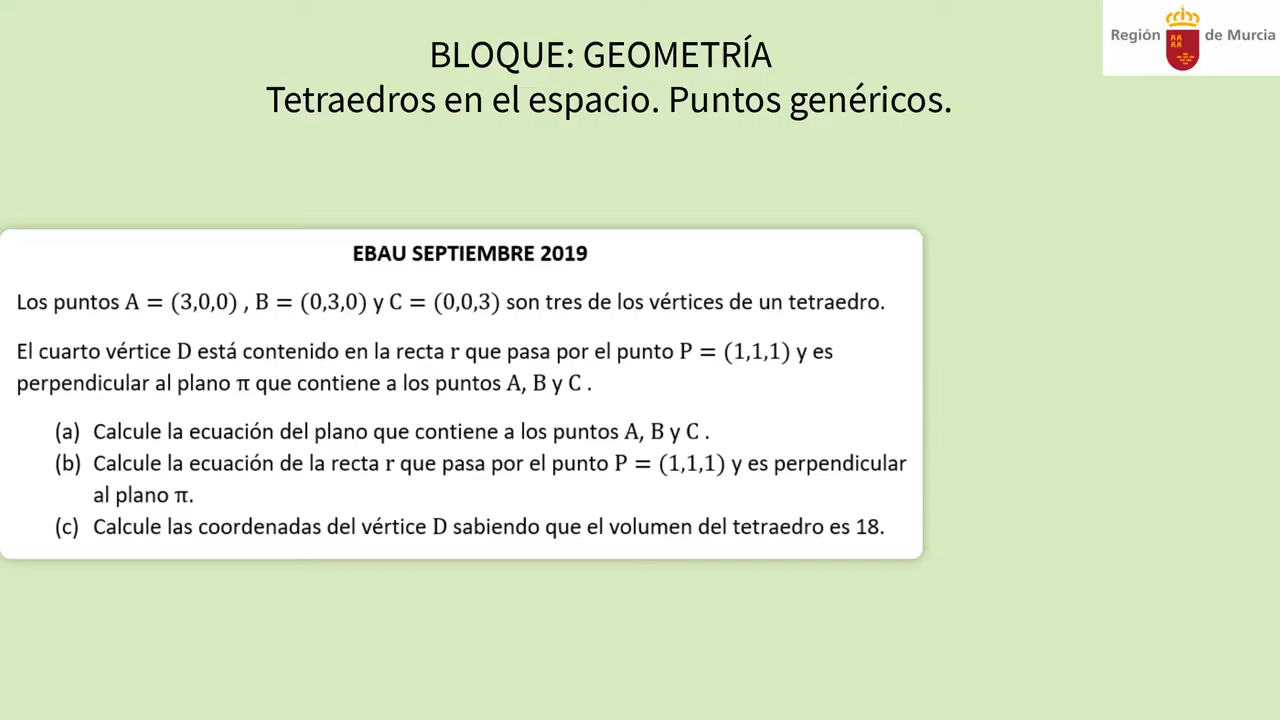 BLOQUE: GEOMETRÍA
Tetraedros en el espacio. Puntos genéricos.
Región de Murcia
EBAU SEPTIEMBRE 2019
Los puntos A = (3,0,0) , B = (0,3,0) y C = (0,0,3) son tres de los vértices de un tetraedro.
El cuarto vértice D está contenido en la recta r que pasa por el punto P = (1,1,1) y es
perpendicular al plano π que contiene a los puntos A, B y C .
(a) Calcule la ecuación del plano que contiene a los puntos A, B y C .
(b) Calcule la ecuación de la recta r que pasa por el punto P = (1,1,1) y es perpendicular
al plano π.
(c) Calcule las coordenadas del vértice D sabiendo que el volumen del tetraedro es 18.